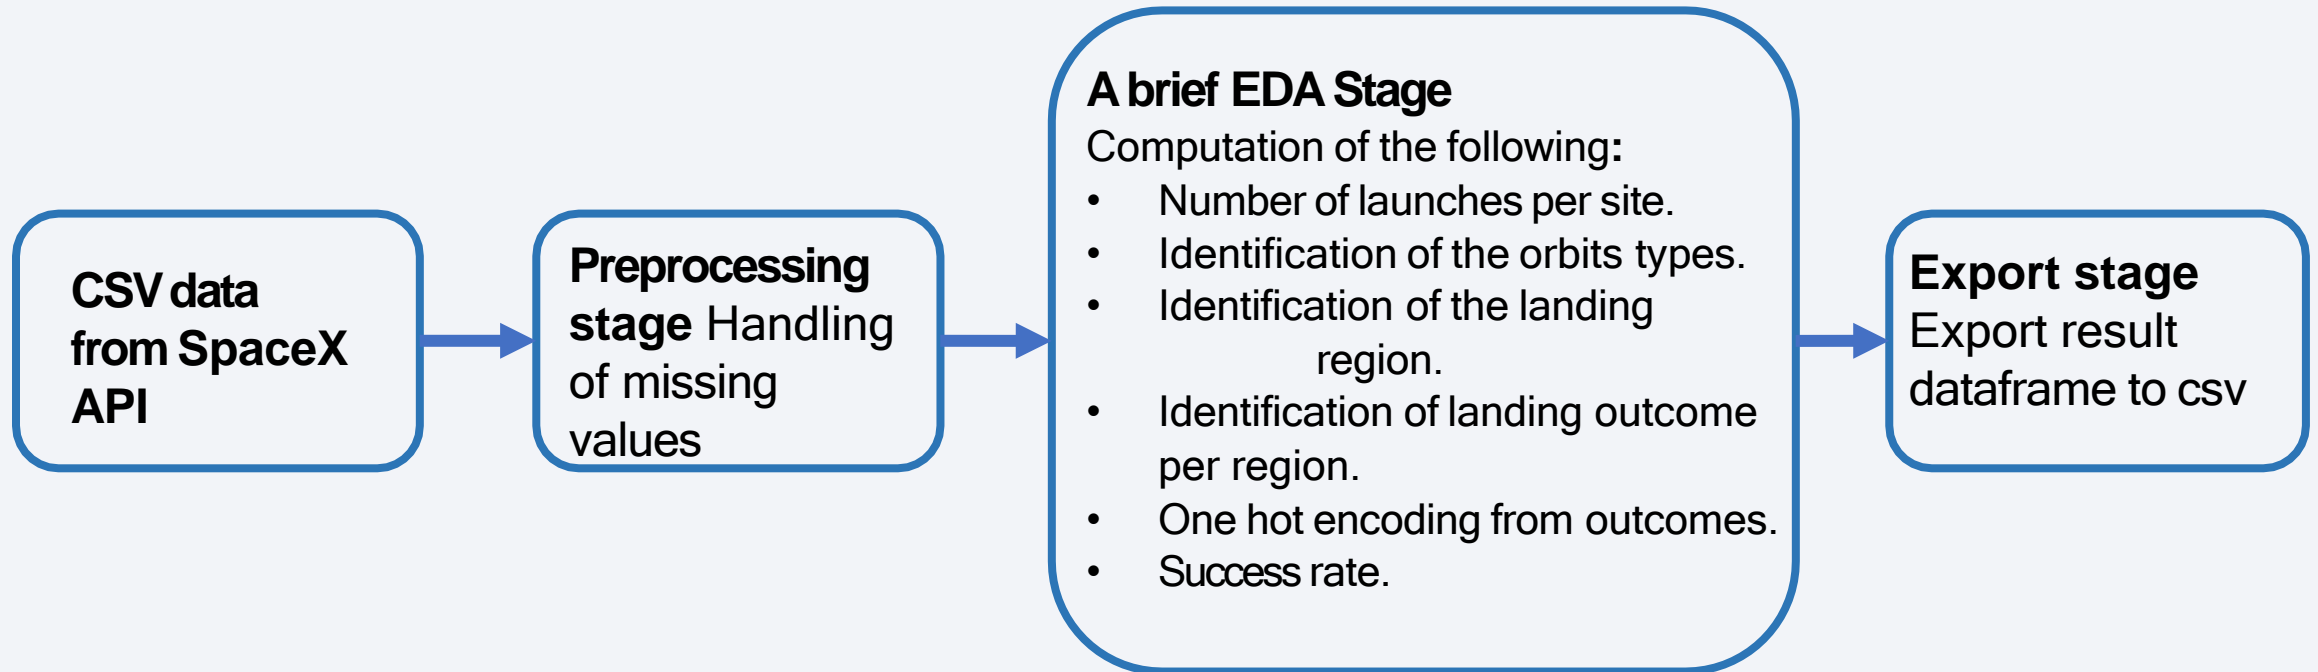 CSV data
from SpaceX
API
Preprocessing
stage Handling
of missing
values
A brief EDA Stage
Computation of the following:
• Number of launches per site.
• Identification of the orbits types.
• Identification of the landing
region.
• Identification of landing outcome
per region.
• One hot encoding from outcomes.
• Success rate.
Export stage
Export result
dataframe to csv